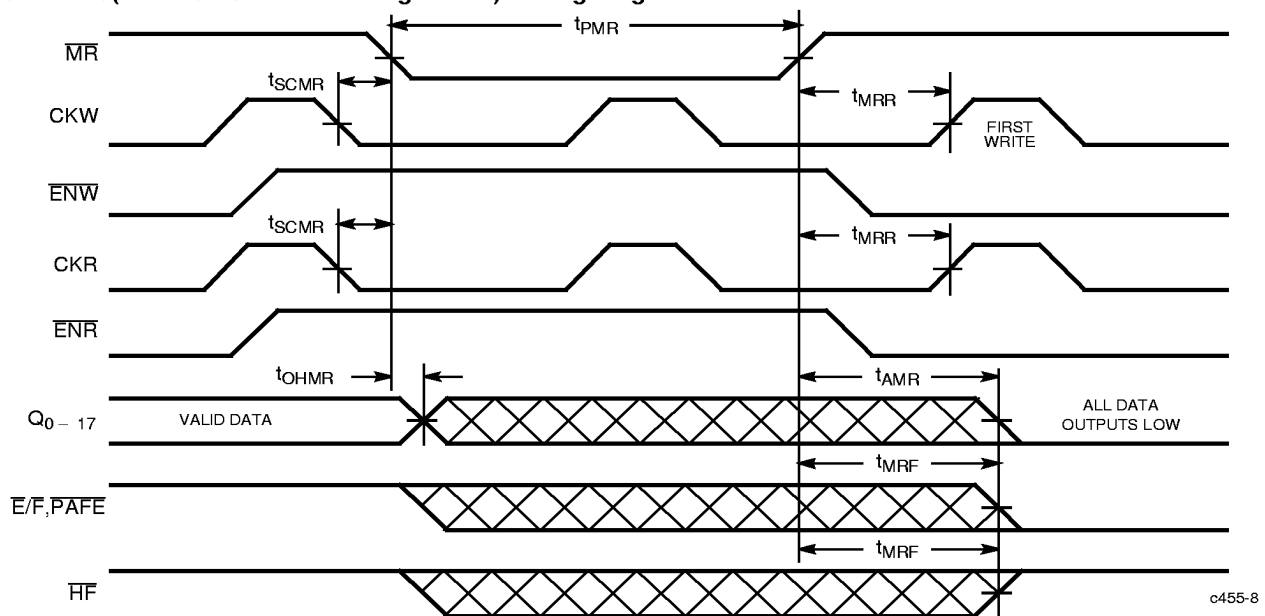 tPMR
MR
tSCMR
tMRR
CKW
FIRST
WRITE
ENW
tSCMR
tMRR
CKR
ENR
tOHMR
tAMR
Q0 – 17
VALID DATA
ALL DATA
OUTPUTS LOW
tMRF
E/F,PAFE
tMRF
HF
c455-8